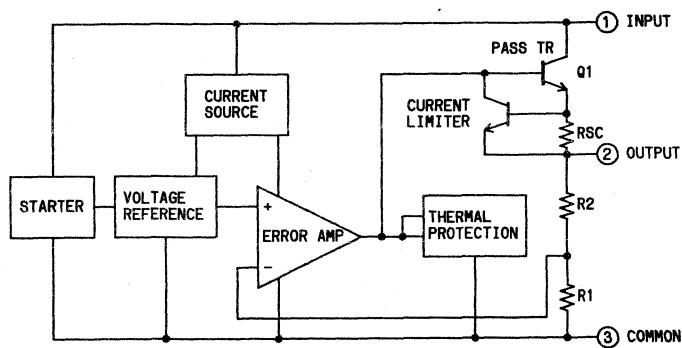 1 INPUT
PASS TR
Q1
CURRENT
SOURCE
CURRENT
LIMITER
RSC
2 OUTPUT
STARTER
VOLTAGE
REFERENCE
+
ERROR AMP
−
THERMAL
PROTECTION
R2
R1
3 COMMON